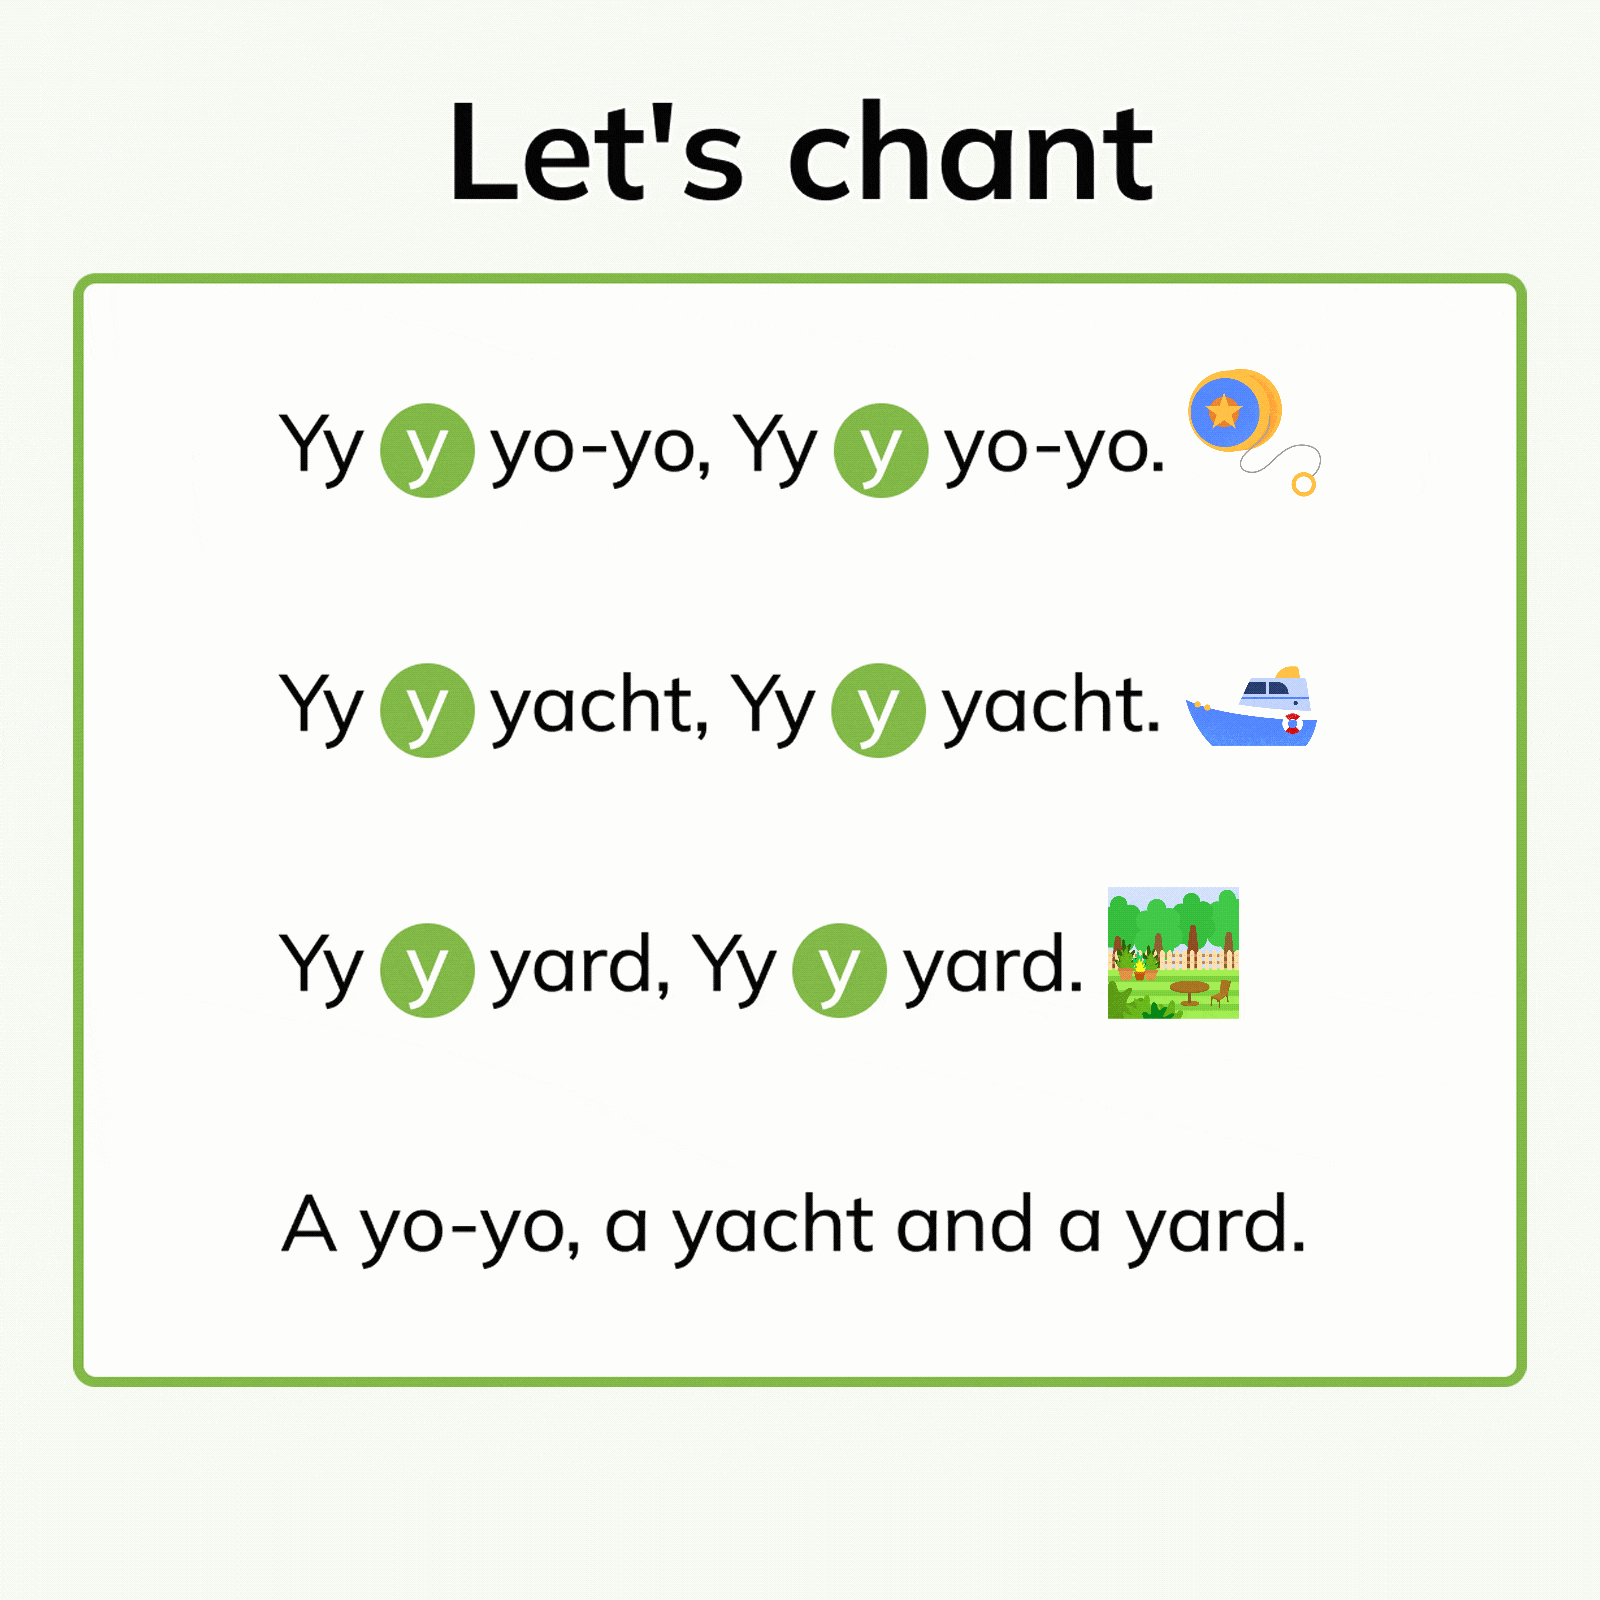 Let's chant
Yy y yo-yo, Yy y yo-yo.
Yy y yacht, Yy y yacht.
Yy y yard, Yy y yard.
A yo-yo, a yacht and a yard.